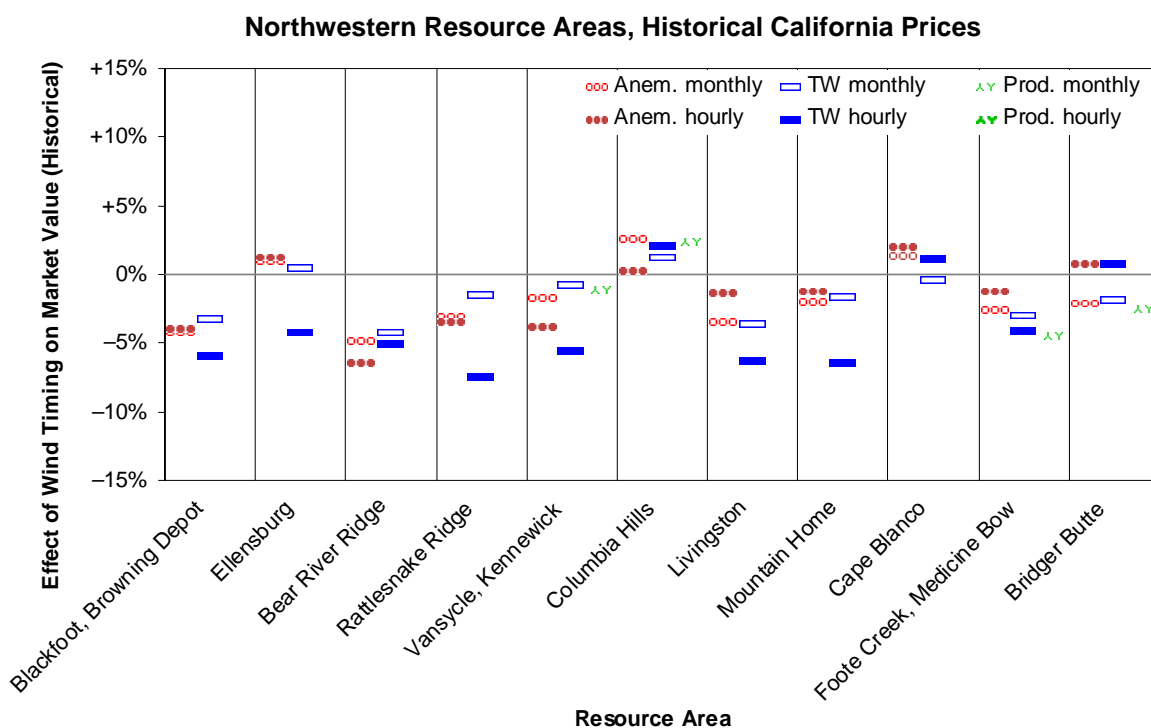 Northwestern Resource Areas, Historical California Prices
Effect of Wind Timing on Market Value (Historical)
+15%
+10%
+5%
0%
−5%
−10%
−15%
Anem. monthly
TW monthly
Prod. monthly
Anem. hourly
TW hourly
Prod. hourly
Blackfoot, Browning Depot
Ellensburg
Bear River Ridge
Rattlesnake Ridge
Vansycle, Kennewick
Columbia Hills
Livingston
Mountain Home
Cape Blanco
Foote Creek, Medicine Bow
Bridger Butte
Resource Area